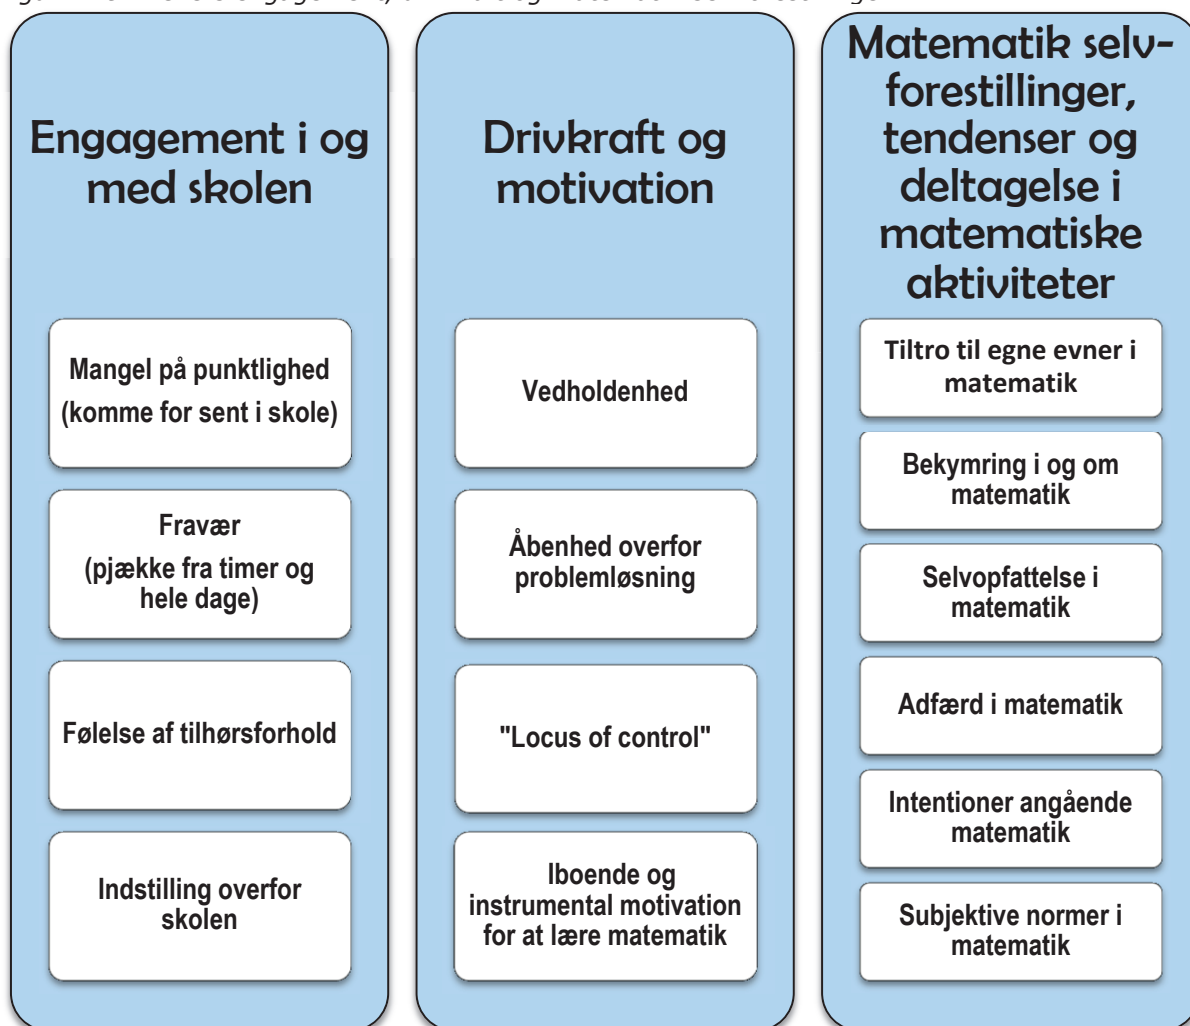 Engagement i og
med skolen
Mangel på punktlighed
(komme for sent i skole)
Fravær
(pjække fra timer og
hele dage)
Følelse af tilhørsforhold
Indstilling overfor
skolen
Drivkraft og
motivation
Vedholdenhed
Åbenhed overfor
problemløsning
"Locus of control"
Iboende og
instrumental motivation
for at lære matematik
Matematik selv-
forestillinger,
tendenser og
deltagelse i
matematiske
aktiviteter
Tiltro til egne evner i
matematik
Bekymring i og om
matematik
Selvopfattelse i
matematik
Adfærd i matematik
Intentioner angående
matematik
Subjektive normer i
matematik